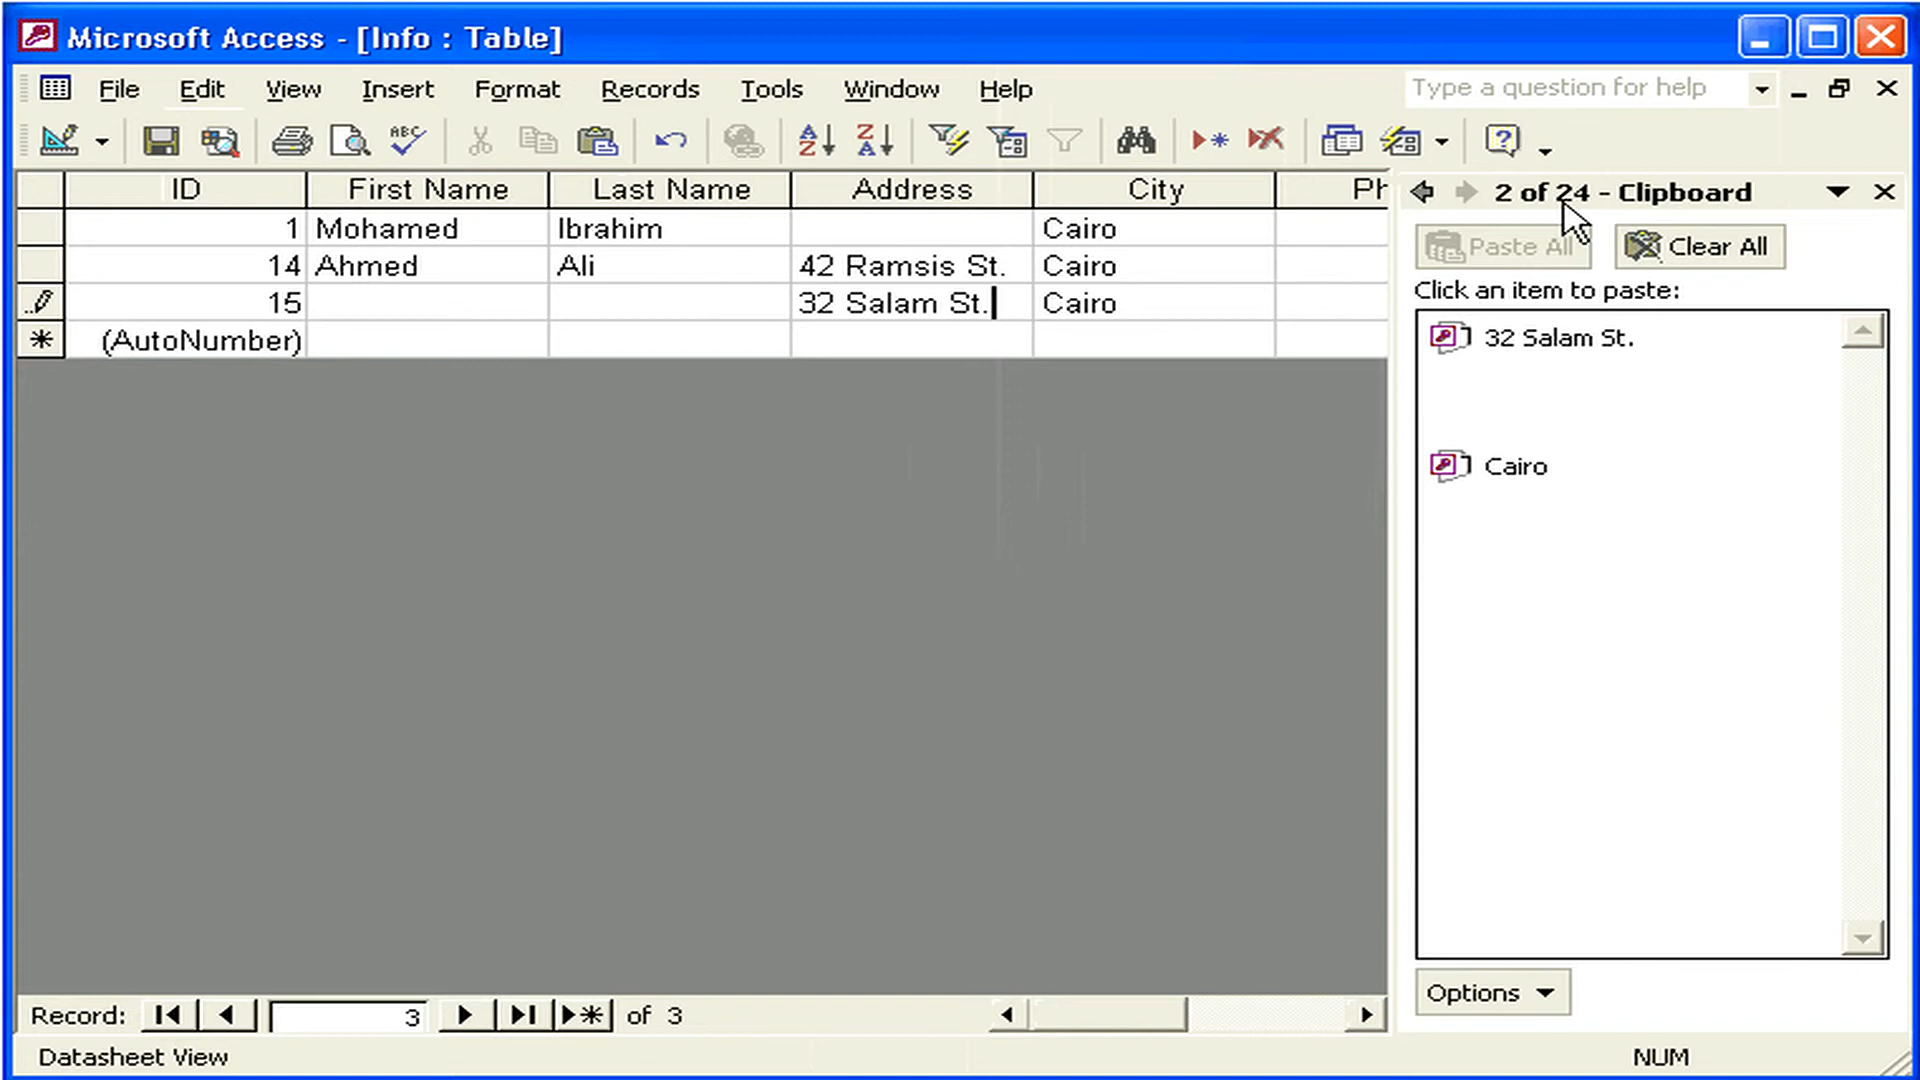 Microsoft Access - [Info : Table]
File Edit View Insert Format Records Tools Window Help Type a question for help
ID First Name Last Name Address City Ph
1 Mohamed Ibrahim Cairo
14 Ahmed Ali 42 Ramsis St. Cairo
15 32 Salam St. Cairo
(AutoNumber)
2 of 24 - Clipboard
Paste All Clear All
Click an item to paste:
32 Salam St.
Cairo
Options
Record: 3 of 3
Datasheet View NUM